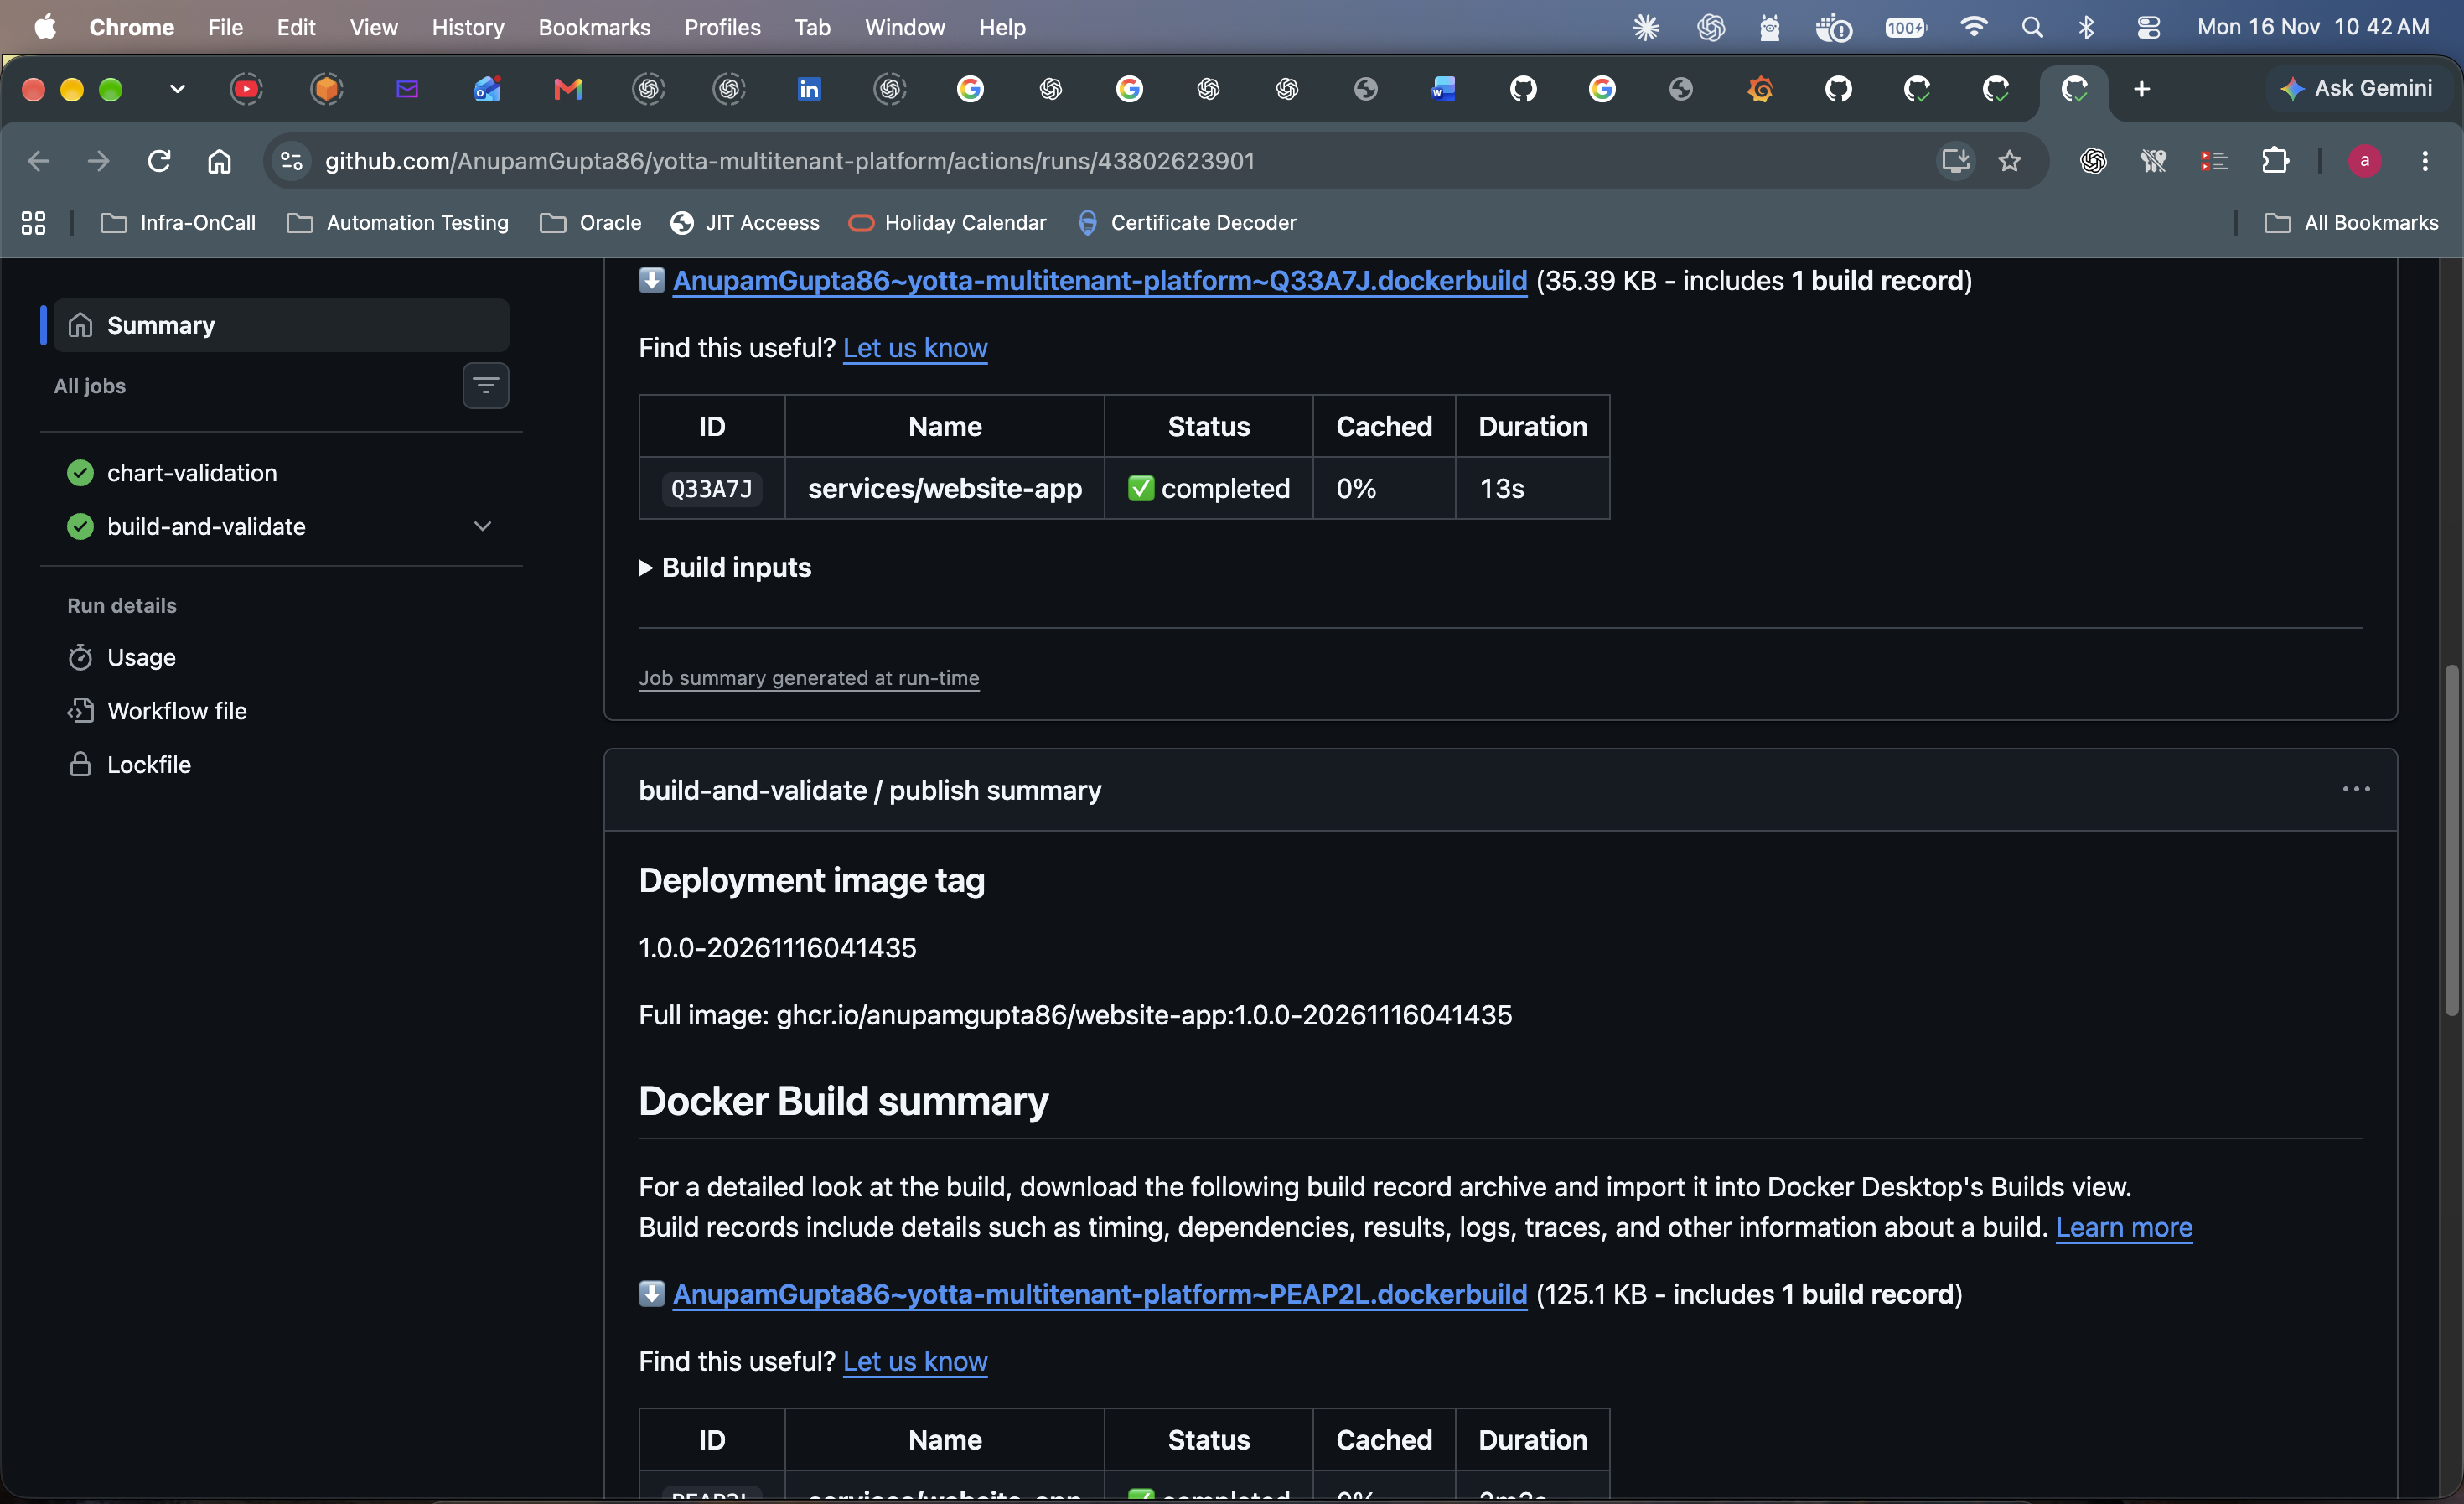 Chrome File Edit View History Bookmarks Profiles Tab Window Help 100 Mon 16 Nov 10 42 AM
Ask Gemini
github.com/AnupamGupta86/yotta-multitenant-platform/actions/runs/43802623901 a
Infra-OnCall Automation Testing Oracle JIT Acceess Holiday Calendar Certificate Decoder All Bookmarks
Summary
All jobs
chart-validation
build-and-validate
Run details
Usage
Workflow file
Lockfile
AnupamGupta86~yotta-multitenant-platform~Q33A7J.dockerbuild (35.39 KB - includes 1 build record)
Find this useful? Let us know
ID Name Status Cached Duration
Q33A7J services/website-app completed 0% 13s
Build inputs
Job summary generated at run-time
build-and-validate / publish summary
Deployment image tag
1.0.0-20261116041435
Full image: ghcr.io/anupamgupta86/website-app:1.0.0-20261116041435
Docker Build summary
For a detailed look at the build, download the following build record archive and import it into Docker Desktop's Builds view.
Build records include details such as timing, dependencies, results, logs, traces, and other information about a build. Learn more
AnupamGupta86~yotta-multitenant-platform~PEAP2L.dockerbuild (125.1 KB - includes 1 build record)
Find this useful? Let us know
ID Name Status Cached Duration
PEAP2L services/website-app completed 0%